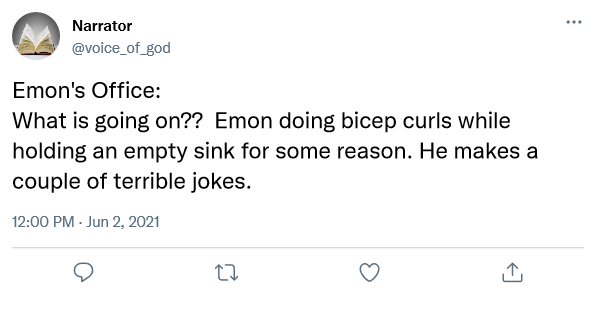 Narrator
@voice_of_god
Emon's Office:
What is going on??  Emon doing bicep curls while
holding an empty sink for some reason. He makes a
couple of terrible jokes.
12:00 PM · Jun 2, 2021